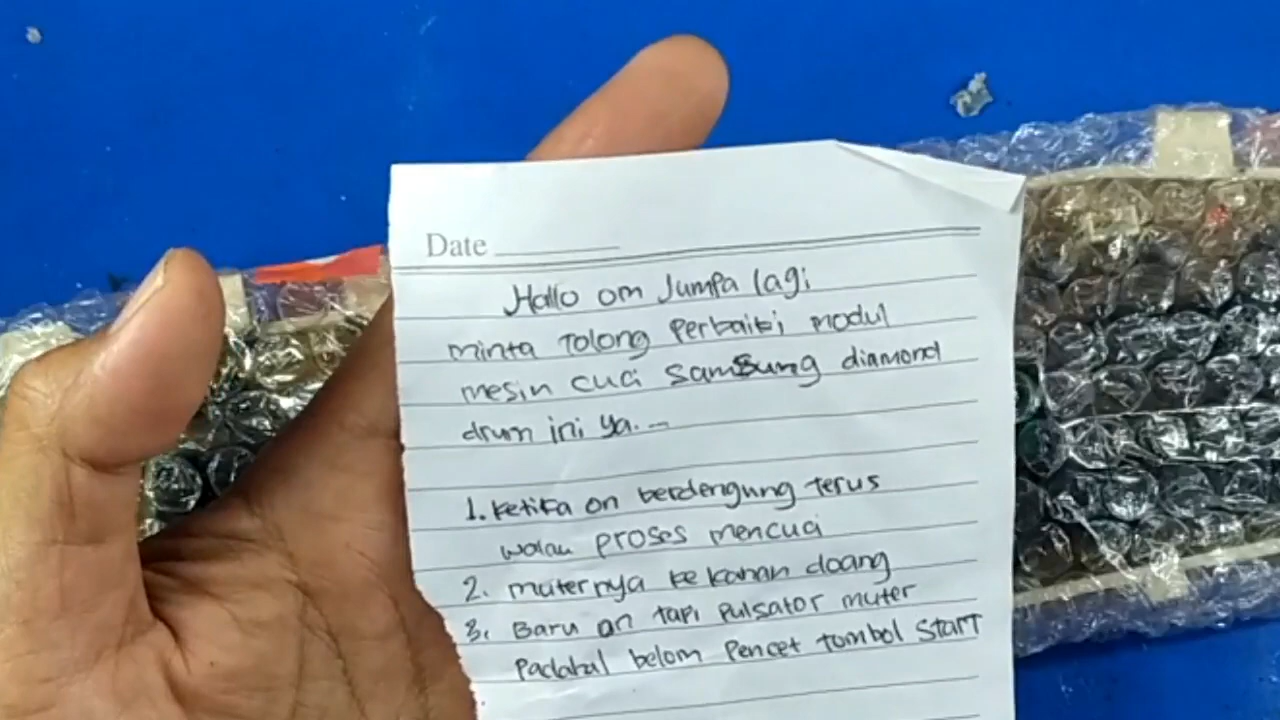 Date
Hallo om Jumpa lagi
minta Tolong Perbaiki modul
mesin cuci samsung diamond
drum ini ya...
1. ketika on berdengung terus
walau proses mencuci
2. muternya ke kanan doang
3. Baru on tapi pulsator muter
Padahal belom Pencet tombol Start